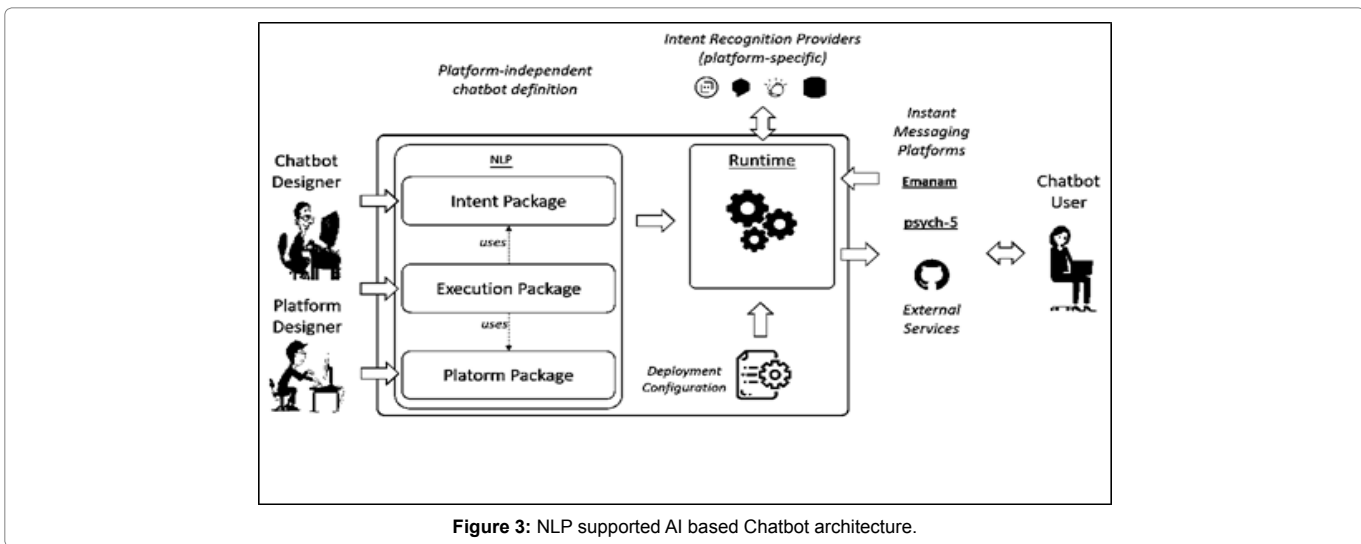 Intent Recognition Providers
(platform-specific)
Platform-independent
chatbot definition
Instant
Messaging
Platforms
Chatbot
Designer
NLP
Intent Package
uses
Execution Package
uses
Platorm Package
Platform
Designer
Runtime
Emanam
psych-5
External
Services
Chatbot
User
Deployment
Configuration
Figure 3: NLP supported AI based Chatbot architecture.